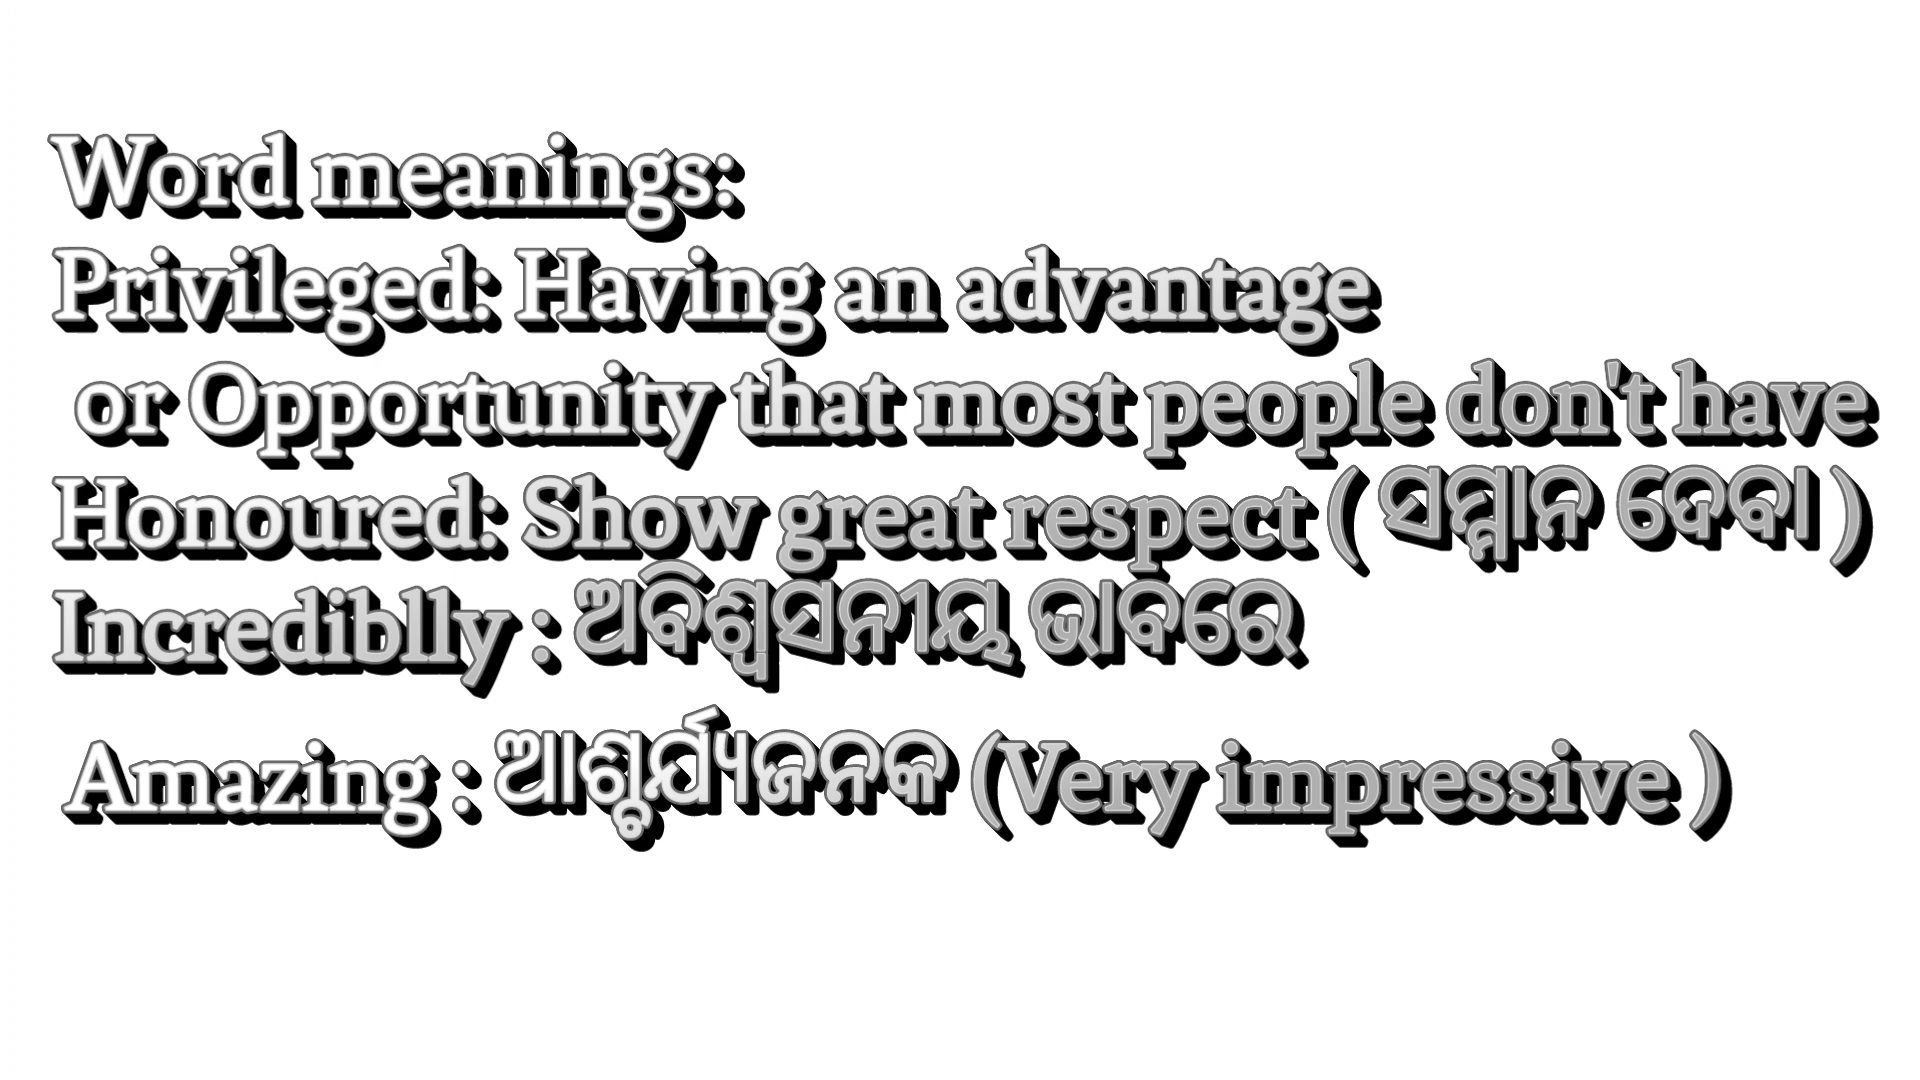 Word meanings:
Privileged: Having an advantage
or Opportunity that most people don't have
Honoured: Show great respect ( ସମ୍ମାନ ଦେବା )
Incrediblly : ଅବିଶ୍ୱସନୀୟ ଭାବରେ
Amazing : ଆଶ୍ଚର୍ଯ୍ୟଜନକ (Very impressive )